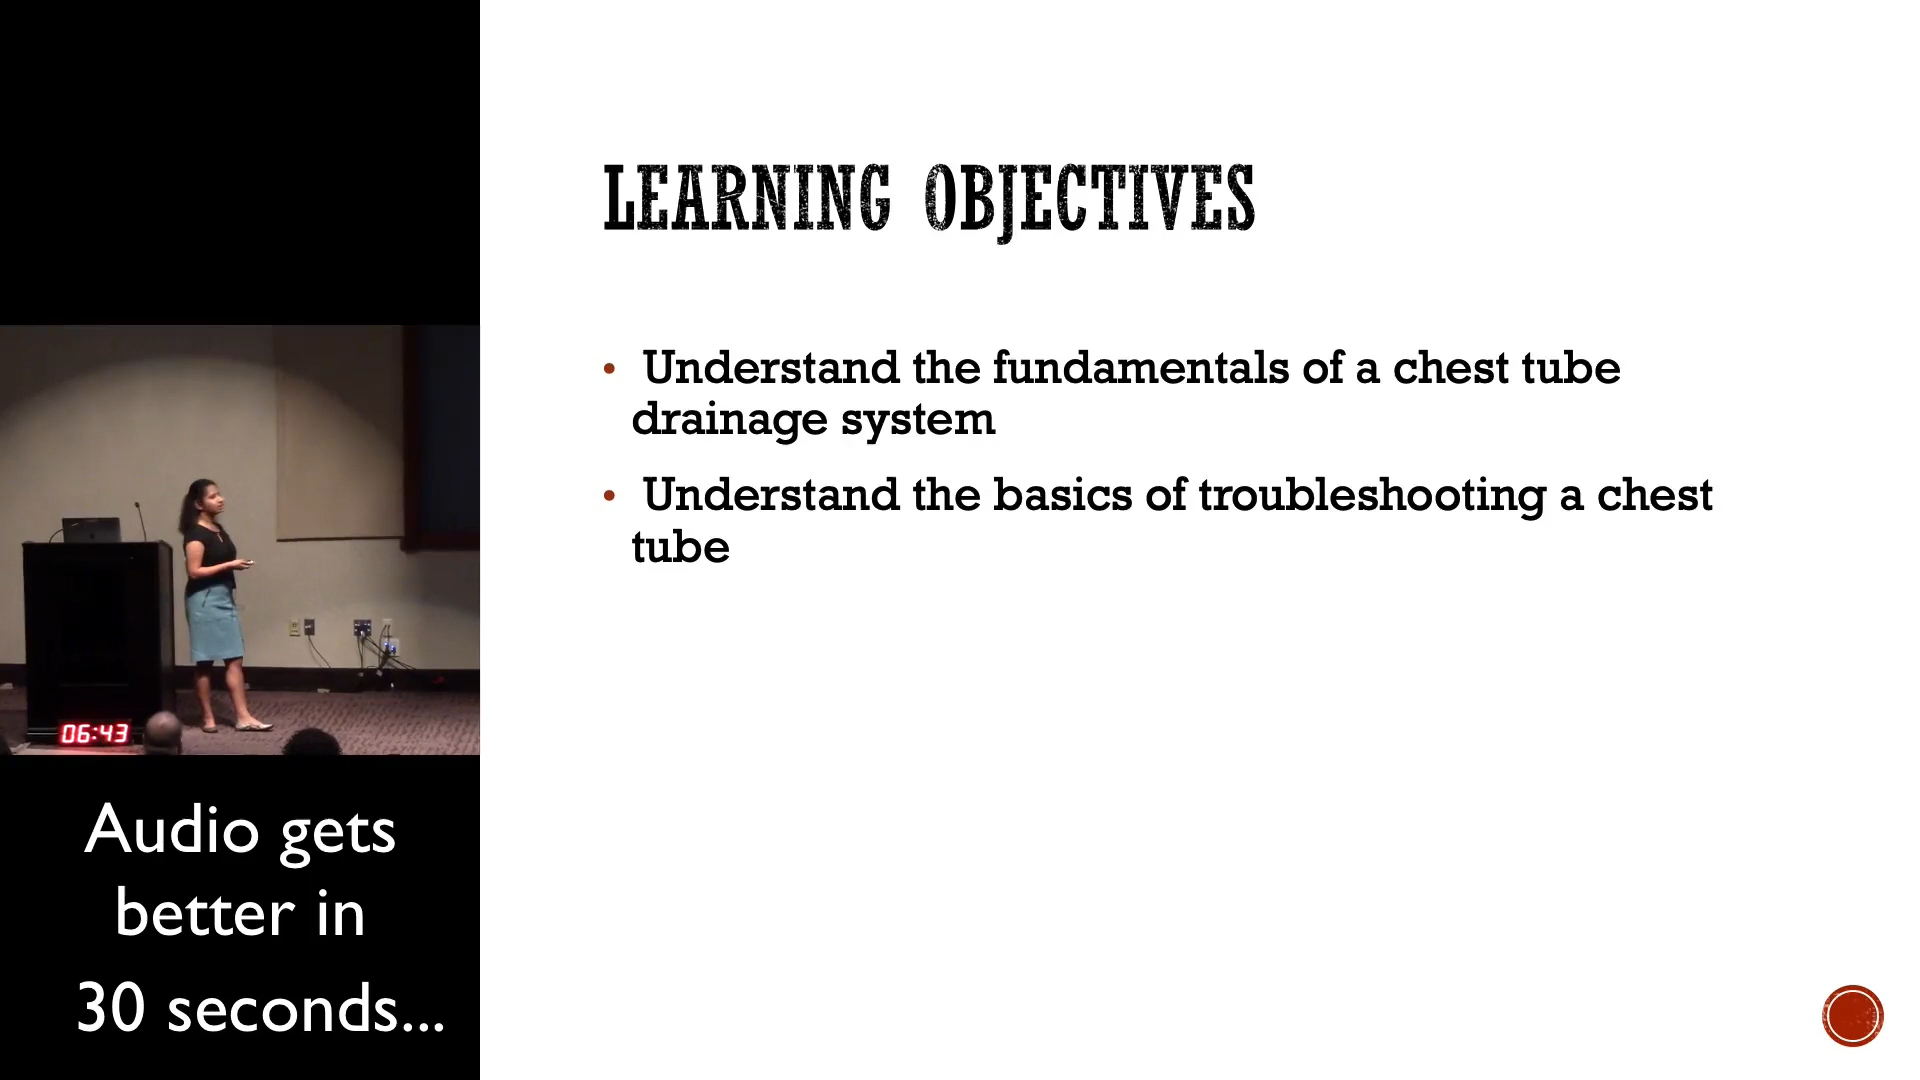 LEARNING OBJECTIVES
• Understand the fundamentals of a chest tube
drainage system
• Understand the basics of troubleshooting a chest
tube
06:43
Audio gets
better in
30 seconds...